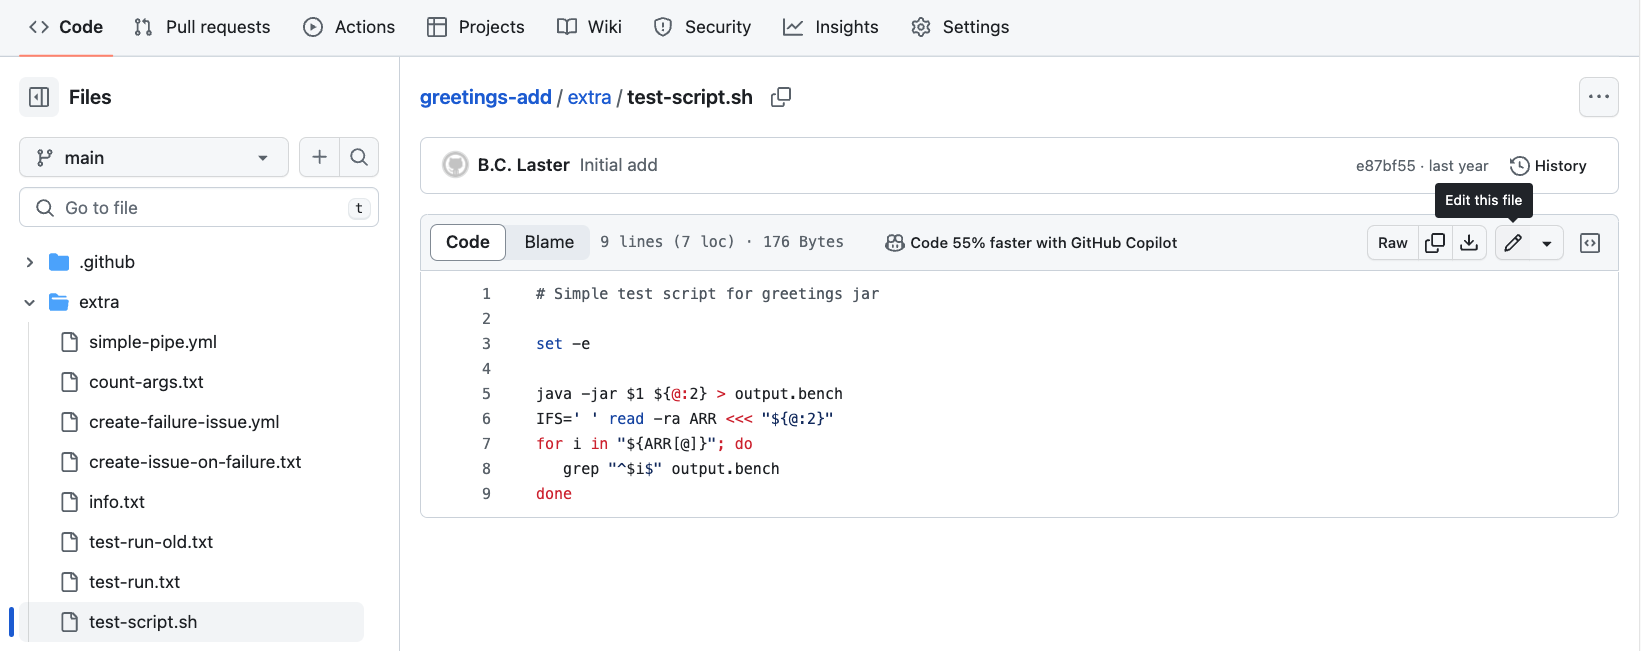 Code Pull requests Actions Projects Wiki Security Insights Settings
Files
main
Go to file t
.github
extra
simple-pipe.yml
count-args.txt
create-failure-issue.yml
create-issue-on-failure.txt
info.txt
test-run-old.txt
test-run.txt
test-script.sh
greetings-add / extra / test-script.sh
B.C. Laster Initial add e87bf55 · last year History
Edit this file
Code Blame 9 lines (7 loc) · 176 Bytes Code 55% faster with GitHub Copilot Raw
1 # Simple test script for greetings jar
2
3 set -e
4
5 java -jar $1 ${@:2} > output.bench
6 IFS=' ' read -ra ARR <<< "${@:2}"
7 for i in "${ARR[@]}"; do
8    grep "^$i$" output.bench
9 done